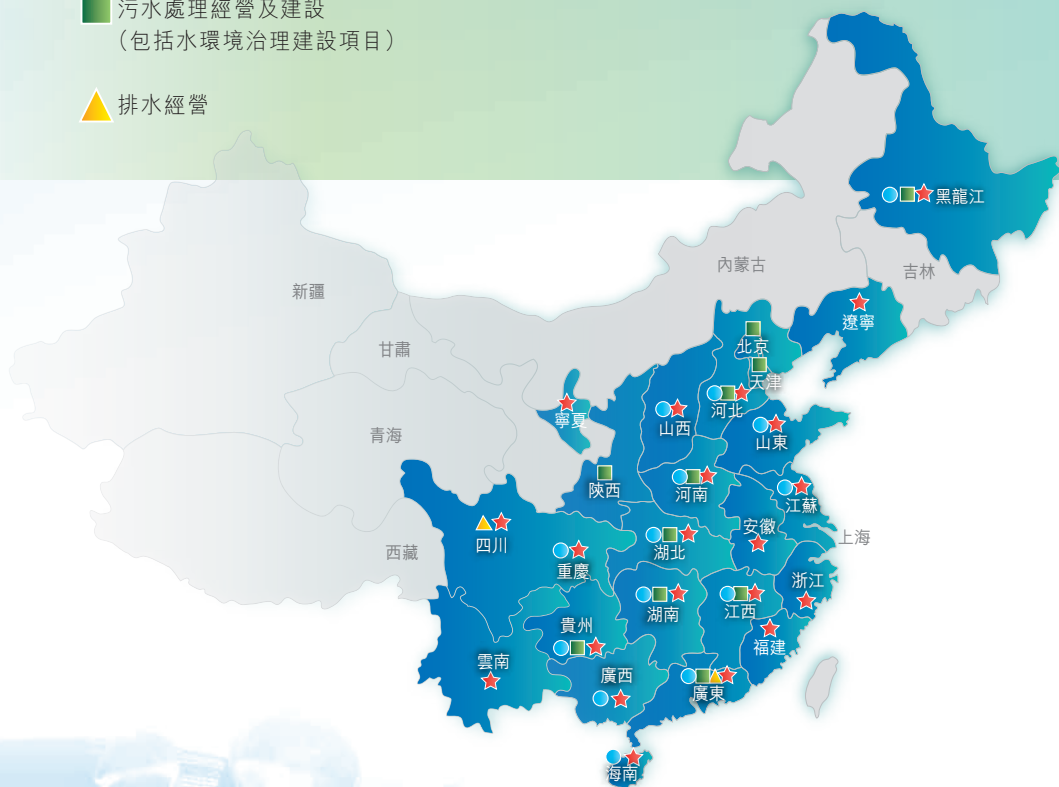 污水處理經營及建設
（包括水環境治理建設項目）
排水經營
黑龍江
內蒙古
吉林
新疆
遼寧
北京
甘肅
天津
寧夏
河北
山西
青海
山東
陝西
河南
江蘇
安徽
上海
四川
西藏
湖北
重慶
浙江
湖南
江西
貴州
福建
雲南
廣西
廣東
海南